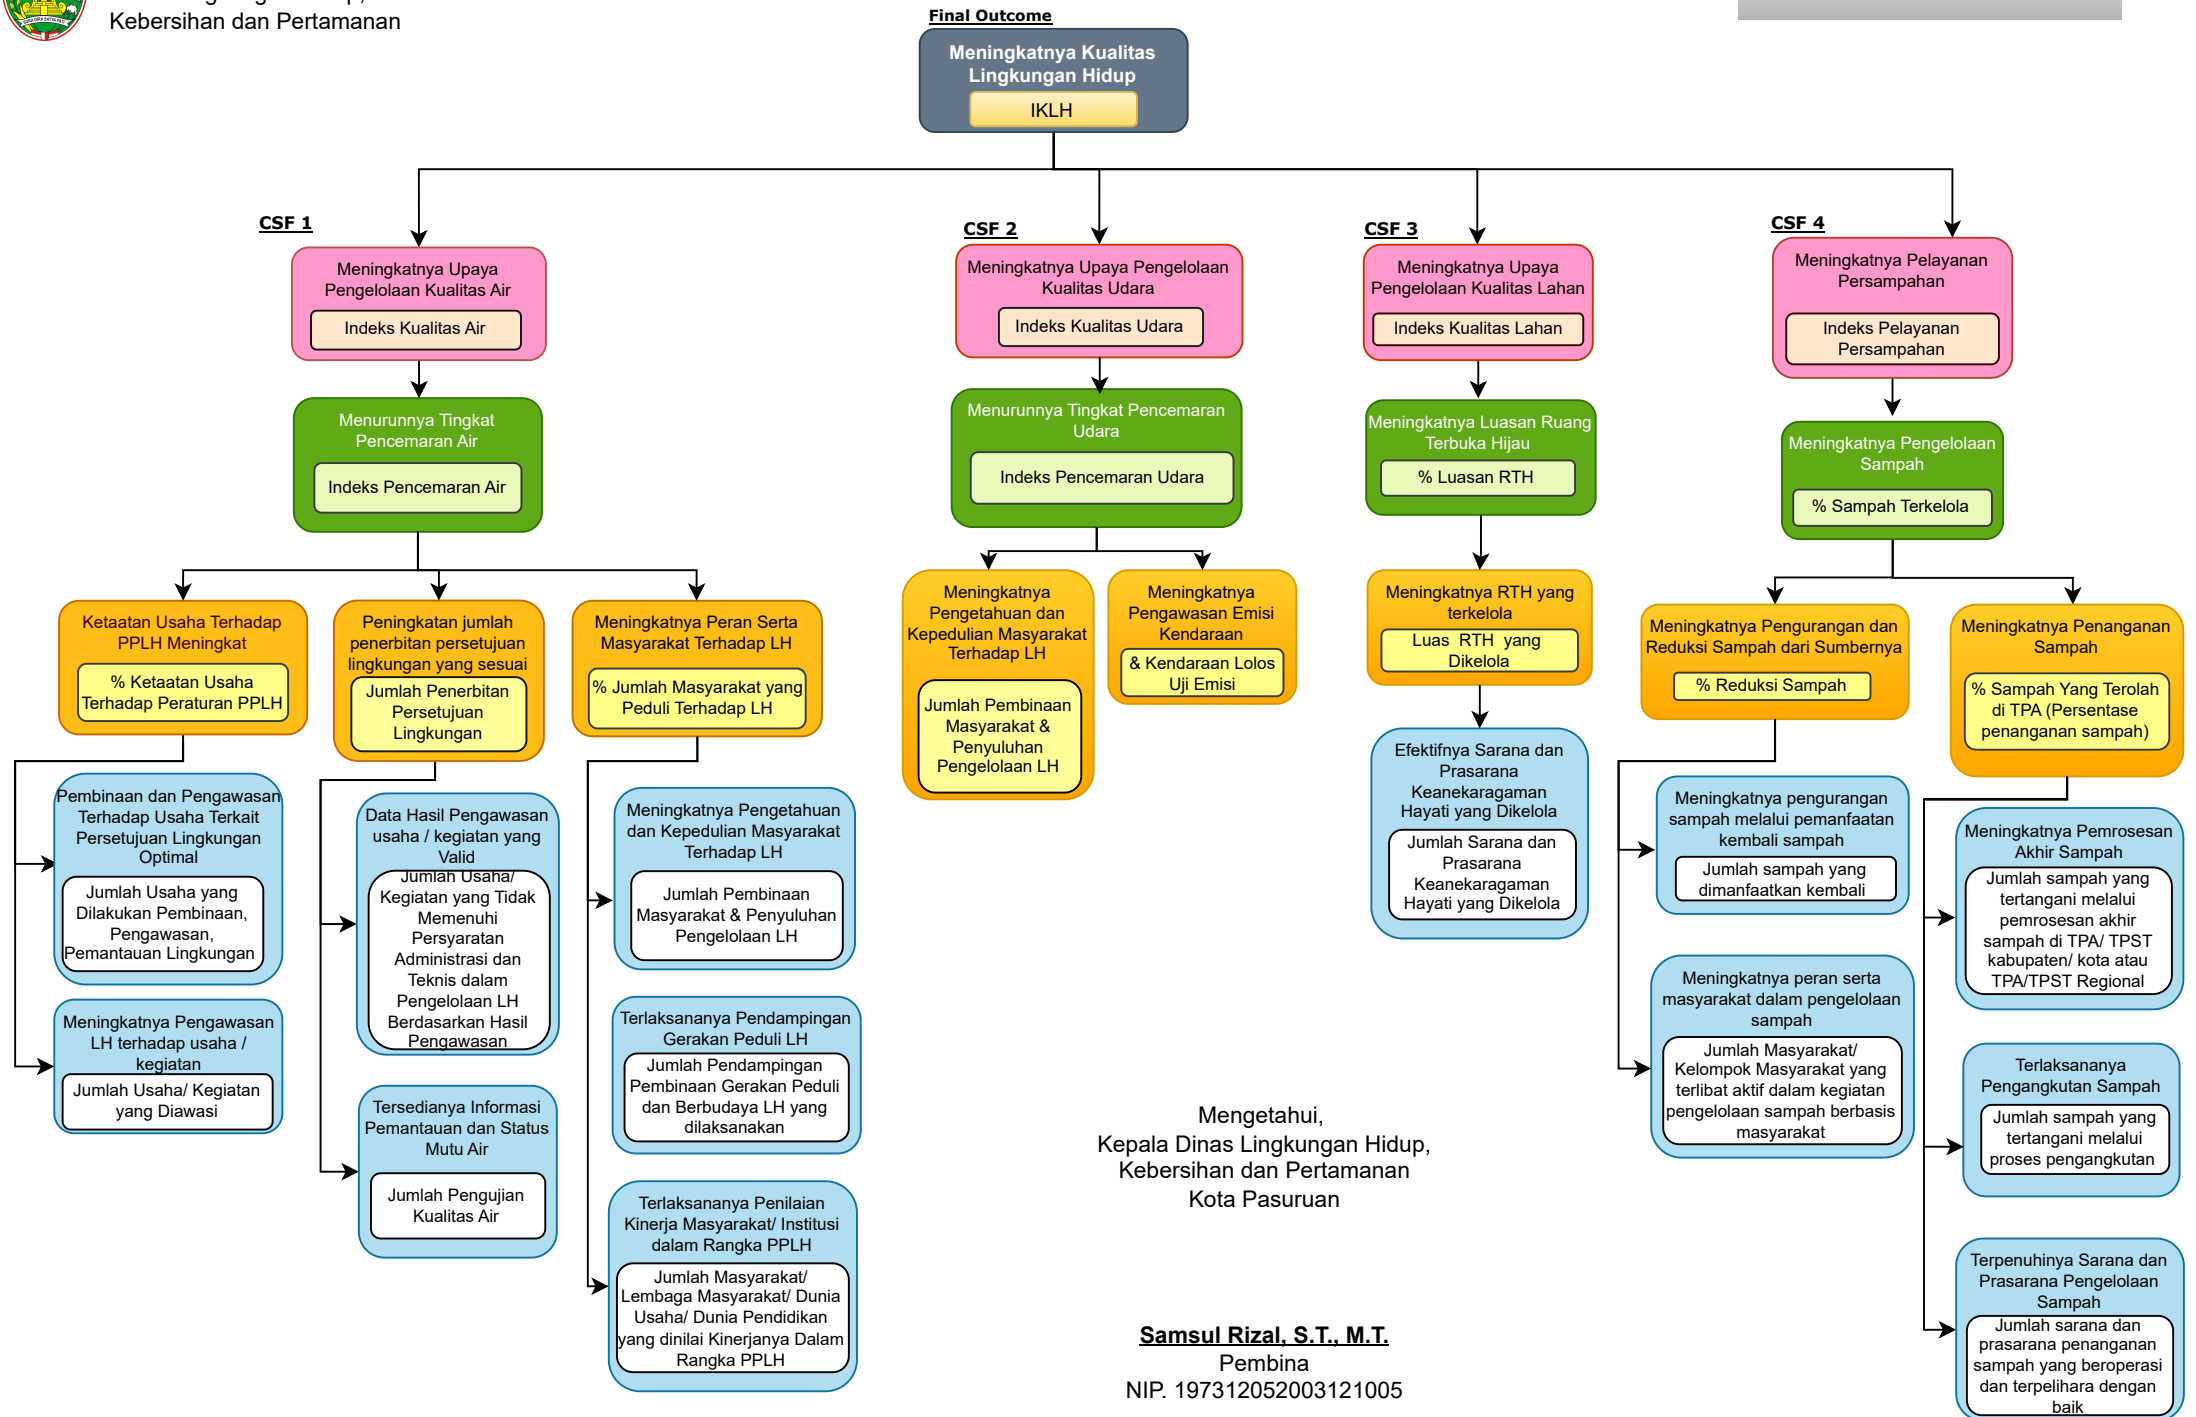 Kebersihan dan Pertamanan
Final Outcome
Meningkatnya Kualitas
Lingkungan Hidup
IKLH
CSF 1
Meningkatnya Upaya
Pengelolaan Kualitas Air
Indeks Kualitas Air
Menurunnya Tingkat
Pencemaran Air
Indeks Pencemaran Air
Ketaatan Usaha Terhadap
PPLH Meningkat
% Ketaatan Usaha
Terhadap Peraturan PPLH
Pembinaan dan Pengawasan
Terhadap Usaha Terkait
Persetujuan Lingkungan
Optimal
Jumlah Usaha yang
Dilakukan Pembinaan,
Pengawasan,
Pemantauan Lingkungan
Meningkatnya Pengawasan
LH terhadap usaha /
kegiatan
Jumlah Usaha/ Kegiatan
yang Diawasi
Peningkatan jumlah
penerbitan persetujuan
lingkungan yang sesuai
Jumlah Penerbitan
Persetujuan
Lingkungan
Data Hasil Pengawasan
usaha / kegiatan yang
Valid
Jumlah Usaha/
Kegiatan yang Tidak
Memenuhi
Persyaratan
Administrasi dan
Teknis dalam
Pengelolaan LH
Berdasarkan Hasil
Pengawasan
Tersedianya Informasi
Pemantauan dan Status
Mutu Air
Jumlah Pengujian
Kualitas Air
Meningkatnya Peran Serta
Masyarakat Terhadap LH
% Jumlah Masyarakat yang
Peduli Terhadap LH
Meningkatnya Pengetahuan
dan Kepedulian Masyarakat
Terhadap LH
Jumlah Pembinaan
Masyarakat & Penyuluhan
Pengelolaan LH
Terlaksananya Pendampingan
Gerakan Peduli LH
Jumlah Pendampingan
Pembinaan Gerakan Peduli
dan Berbudaya LH yang
dilaksanakan
Terlaksananya Penilaian
Kinerja Masyarakat/ Institusi
dalam Rangka PPLH
Jumlah Masyarakat/
Lembaga Masyarakat/ Dunia
Usaha/ Dunia Pendidikan
yang dinilai Kinerjanya Dalam
Rangka PPLH
CSF 2
Meningkatnya Upaya Pengelolaan
Kualitas Udara
Indeks Kualitas Udara
Menurunnya Tingkat Pencemaran
Udara
Indeks Pencemaran Udara
Meningkatnya
Pengetahuan dan
Kepedulian Masyarakat
Terhadap LH
Jumlah Pembinaan
Masyarakat &
Penyuluhan
Pengelolaan LH
Meningkatnya
Pengawasan Emisi
Kendaraan
& Kendaraan Lolos
Uji Emisi
CSF 3
Meningkatnya Upaya
Pengelolaan Kualitas Lahan
Indeks Kualitas Lahan
Meningkatnya Luasan Ruang
Terbuka Hijau
% Luasan RTH
Meningkatnya RTH yang
terkelola
Luas RTH yang
Dikelola
Efektifnya Sarana dan
Prasarana
Keanekaragaman
Hayati yang Dikelola
Jumlah Sarana dan
Prasarana
Keanekaragaman
Hayati yang Dikelola
CSF 4
Meningkatnya Pelayanan
Persampahan
Indeks Pelayanan
Persampahan
Meningkatnya Pengelolaan
Sampah
% Sampah Terkelola
Meningkatnya Pengurangan dan
Reduksi Sampah dari Sumbernya
% Reduksi Sampah
Meningkatnya pengurangan
sampah melalui pemanfaatan
kembali sampah
Jumlah sampah yang
dimanfaatkan kembali
Meningkatnya peran serta
masyarakat dalam pengelolaan
sampah
Jumlah Masyarakat/
Kelompok Masyarakat yang
terlibat aktif dalam kegiatan
pengelolaan sampah berbasis
masyarakat
Meningkatnya Penanganan
Sampah
% Sampah Yang Terolah
di TPA (Persentase
penanganan sampah)
Meningkatnya Pemrosesan
Akhir Sampah
Jumlah sampah yang
tertangani melalui
pemrosesan akhir
sampah di TPA/ TPST
kabupaten/ kota atau
TPA/TPST Regional
Terlaksananya
Pengangkutan Sampah
Jumlah sampah yang
tertangani melalui
proses pengangkutan
Terpenuhinya Sarana dan
Prasarana Pengelolaan
Sampah
Jumlah sarana dan
prasarana penanganan
sampah yang beroperasi
dan terpelihara dengan
baik
Mengetahui,
Kepala Dinas Lingkungan Hidup,
Kebersihan dan Pertamanan
Kota Pasuruan
Samsul Rizal, S.T., M.T.
Pembina
NIP. 197312052003121005